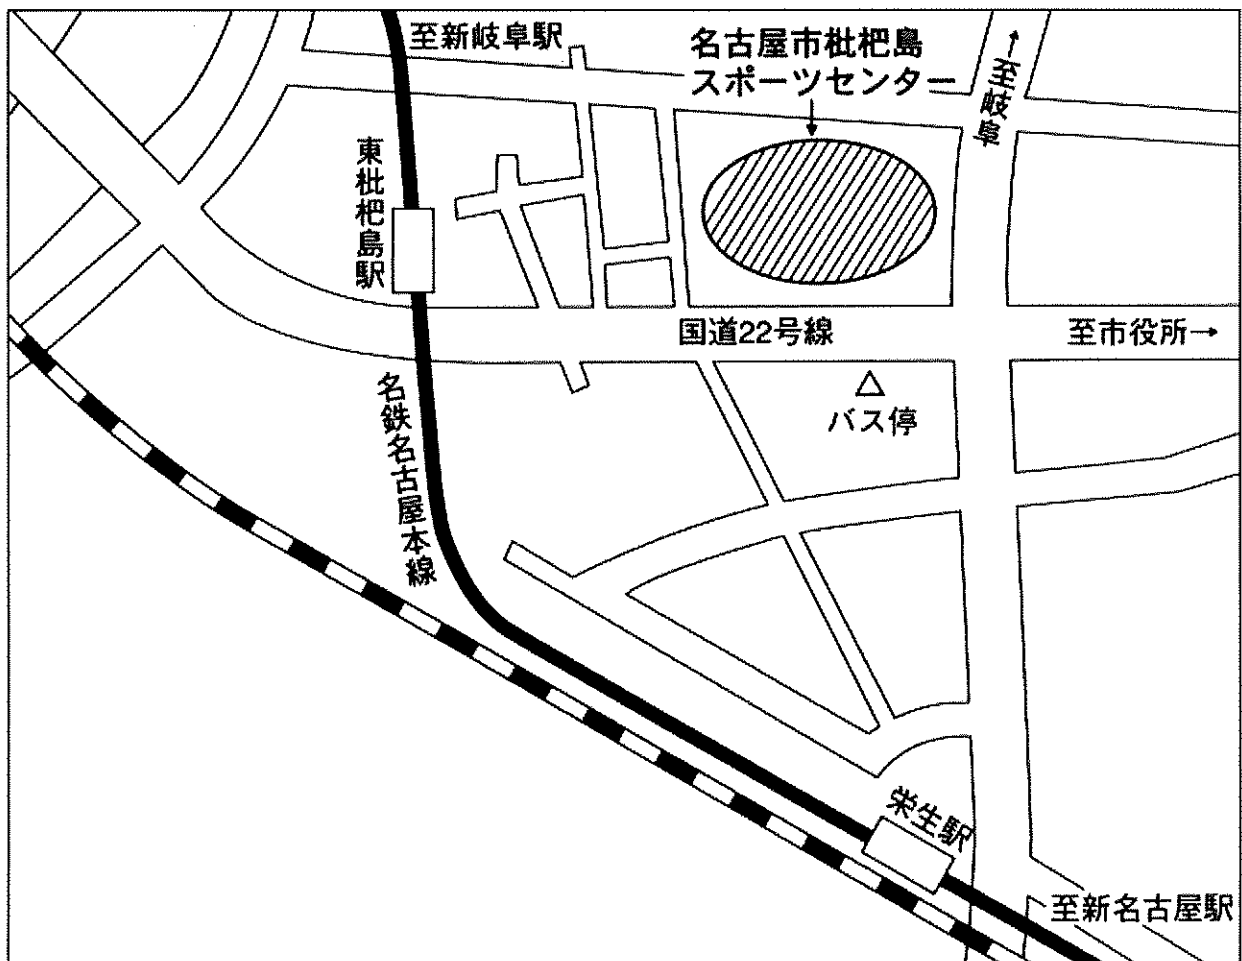 至新岐阜駅
名古屋市枇杷島
スポーツセンター
↑至岐阜
東枇杷島駅
国道22号線
至市役所→
バス停
名鉄名古屋本線
栄生駅
至新名古屋駅